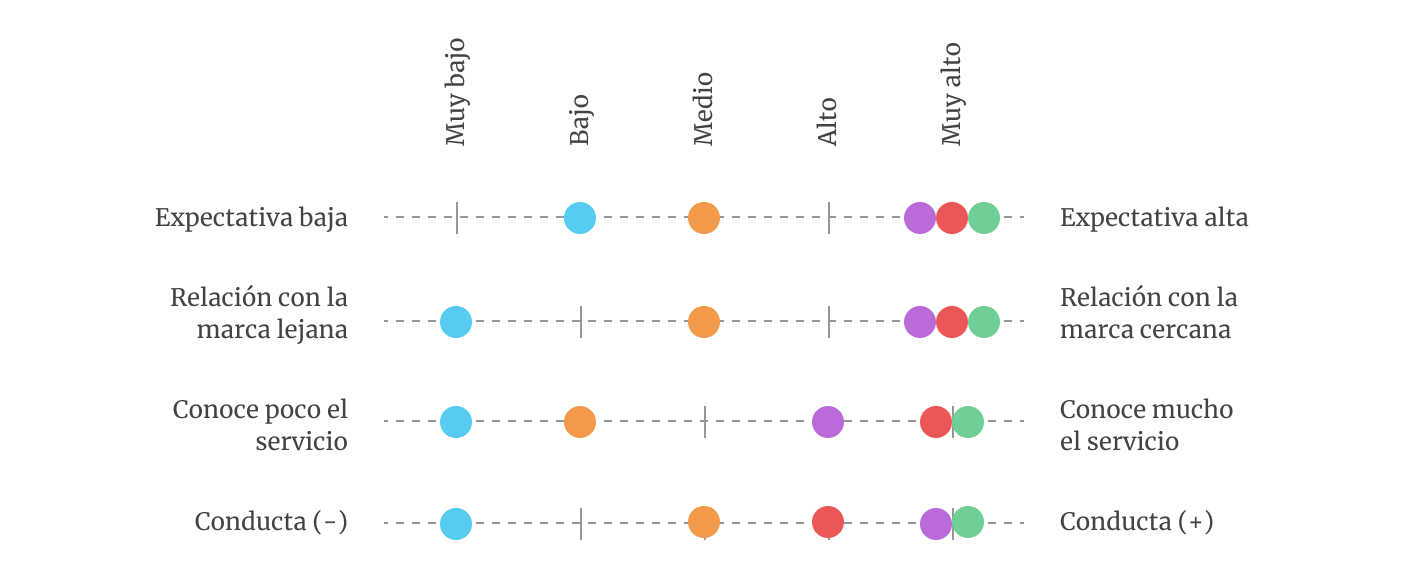 Muy bajo
Bajo
Medio
Alto
Muy alto
Expectativa baja
Expectativa alta
Relación con la
marca lejana
Relación con la
marca cercana
Conoce poco el
servicio
Conoce mucho
el servicio
Conducta (-)
Conducta (+)